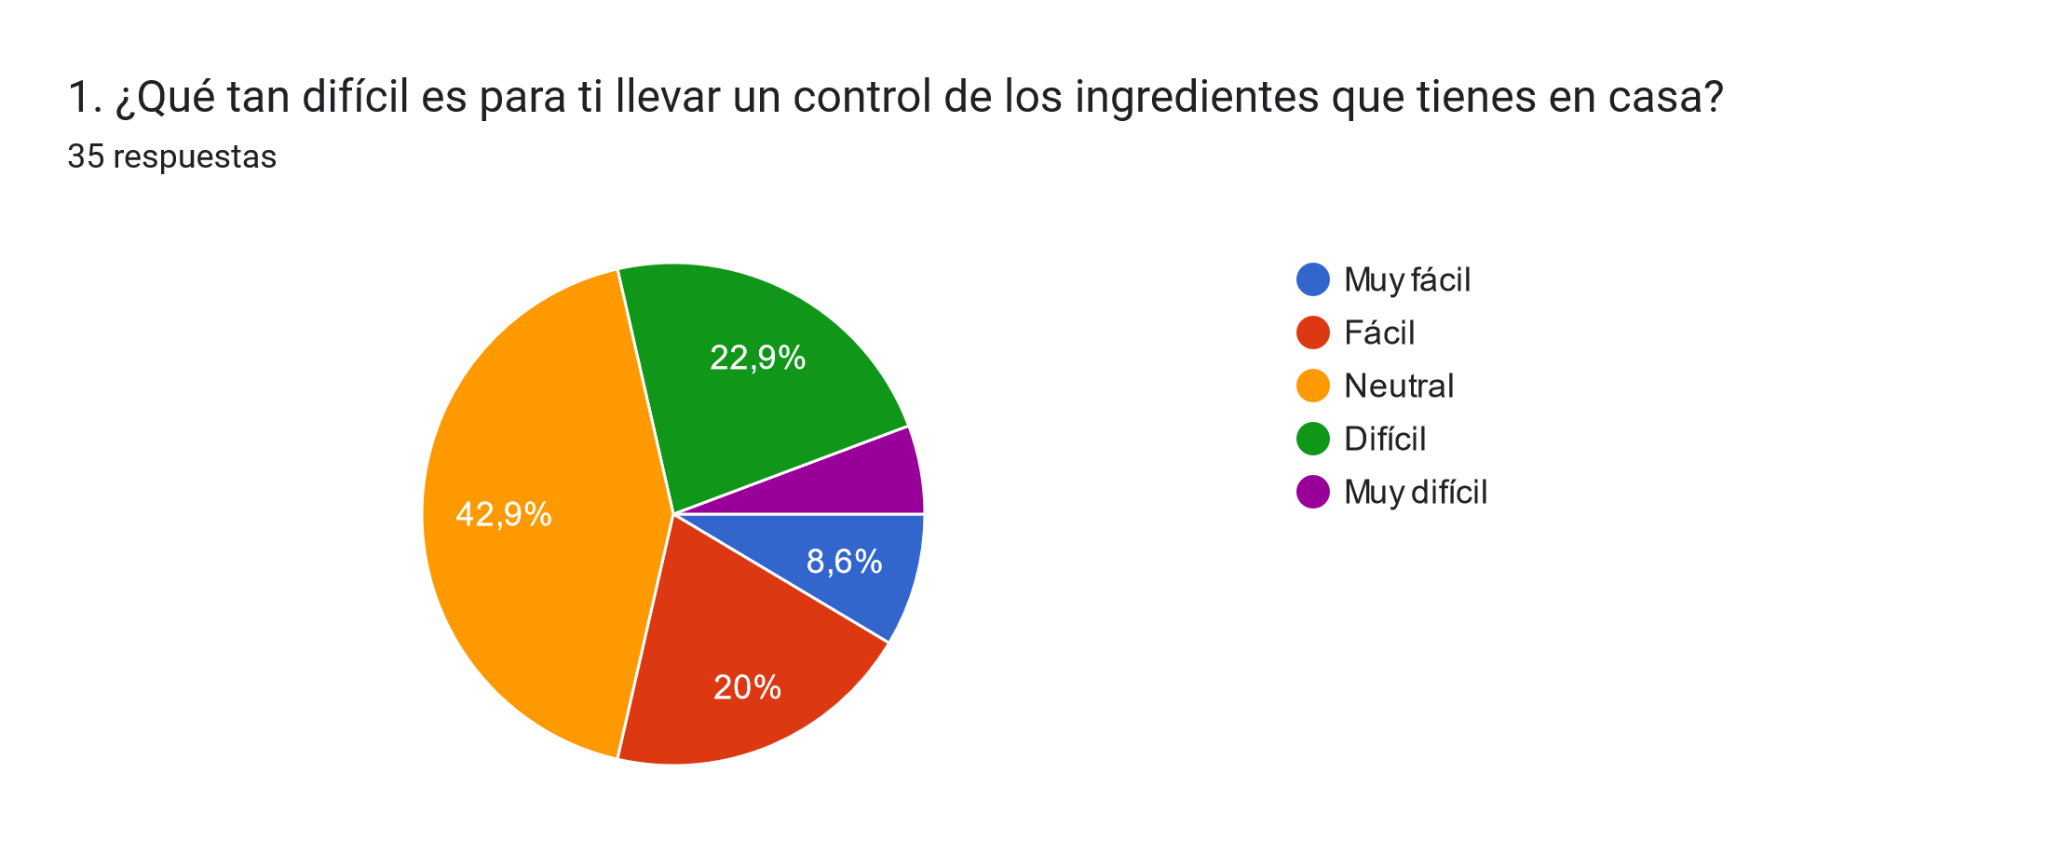 1. ¿Qué tan difícil es para ti llevar un control de los ingredientes que tienes en casa?
35 respuestas
22,9%
42,9%
8,6%
20%
Muy fácil
Fácil
Neutral
Difícil
Muy difícil